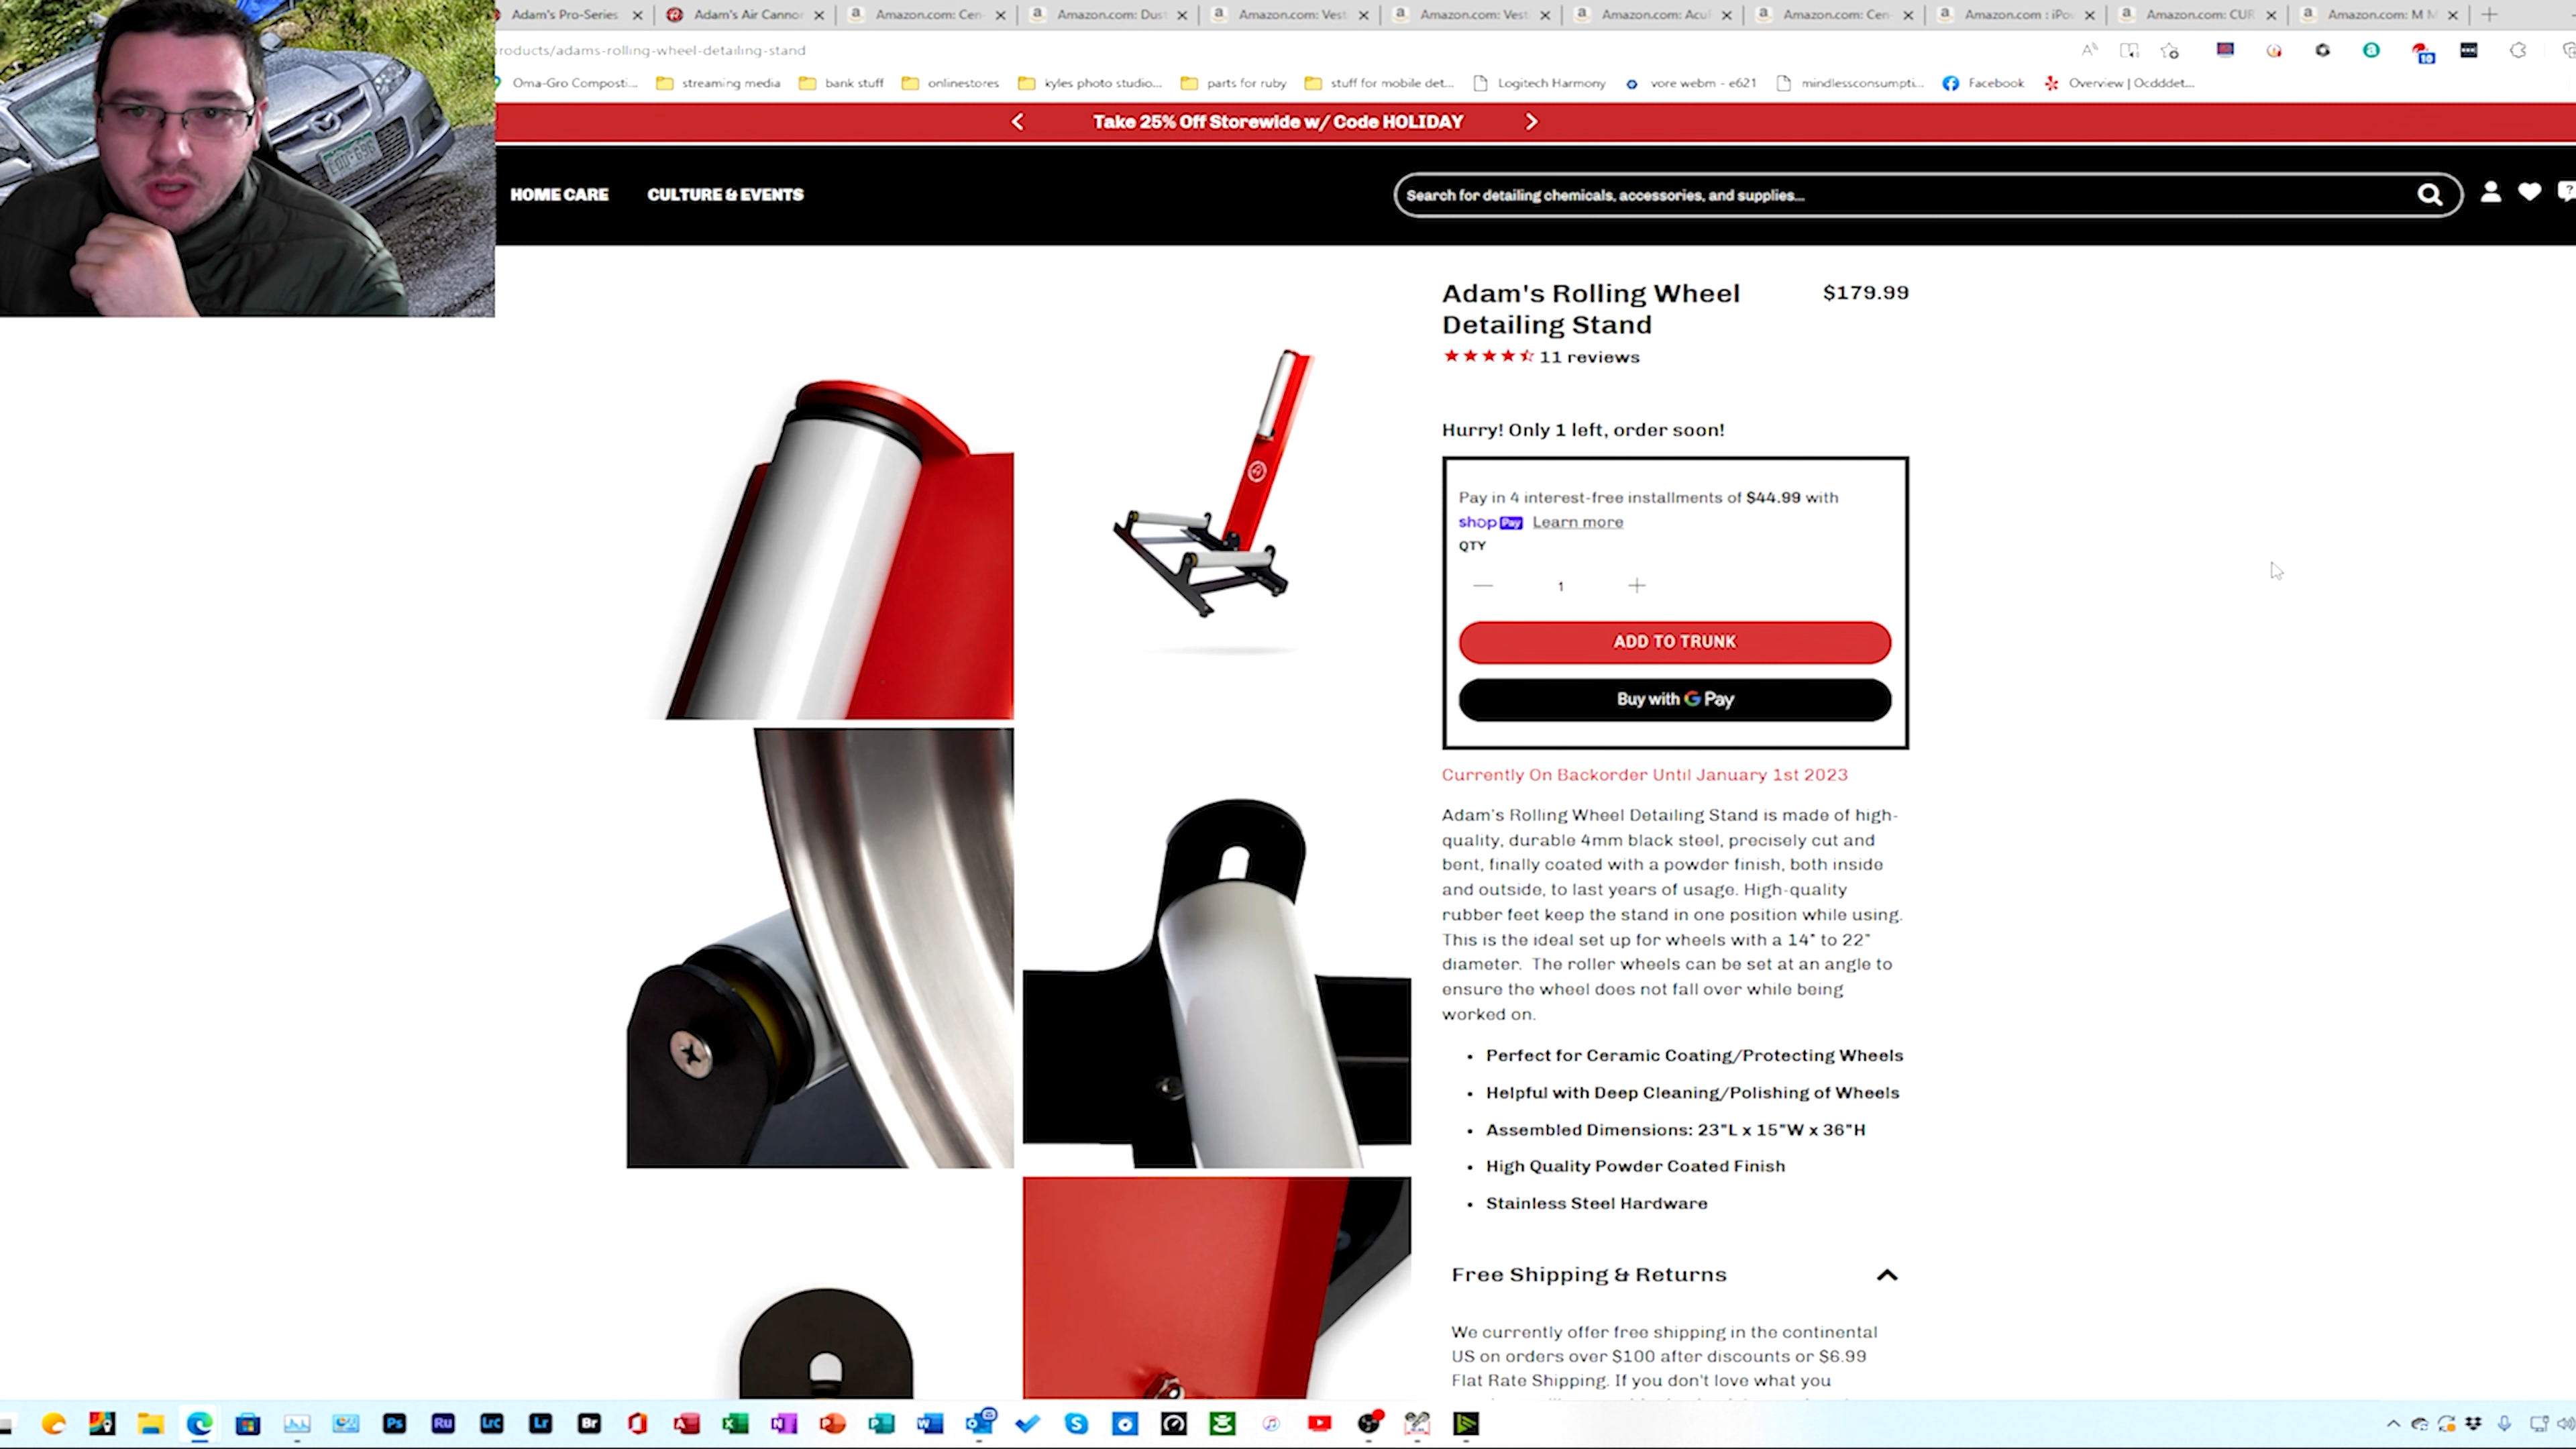 Adam's Pro-Series
Adam's Air Cannor
Amazon.com: Cen
Amazon.com: Dust
Amazon.com: Vest
Amazon.com: Vest
Amazon.com: Acu
Amazon.com: Cen
Amazon.com : iPo
Amazon.com: CUR
Amazon.com: M M
roducts/adams-rolling-wheel-detailing-stand
Oma-Gro Composti...
streaming media
bank stuff
onlinestores
kyles photo studio...
parts for ruby
stuff for mobile det...
Logitech Harmony
vore webm - e621
mindlessconsumpti...
Facebook
Overview | Ocdddet...
Take 25% Off Storewide w/ Code HOLIDAY
HOME CARE
CULTURE & EVENTS
Search for detailing chemicals, accessories, and supplies...
Adam's Rolling Wheel
Detailing Stand
$179.99
11 reviews
Hurry! Only 1 left, order soon!
Pay in 4 interest-free installments of $44.99 with
shop Pay Learn more
QTY
1
ADD TO TRUNK
Buy with G Pay
Currently On Backorder Until January 1st 2023
Adam's Rolling Wheel Detailing Stand is made of high-
quality, durable 4mm black steel, precisely cut and
bent, finally coated with a powder finish, both inside
and outside, to last years of usage. High-quality
rubber feet keep the stand in one position while using.
This is the ideal set up for wheels with a 14" to 22"
diameter. The roller wheels can be set at an angle to
ensure the wheel does not fall over while being
worked on.
• Perfect for Ceramic Coating/Protecting Wheels
• Helpful with Deep Cleaning/Polishing of Wheels
• Assembled Dimensions: 23"L x 15"W x 36"H
• High Quality Powder Coated Finish
• Stainless Steel Hardware
Free Shipping & Returns
We currently offer free shipping in the continental
US on orders over $100 after discounts or $6.99
Flat Rate Shipping. If you don't love what you
Ps
Ru
LrC
Lr
Br